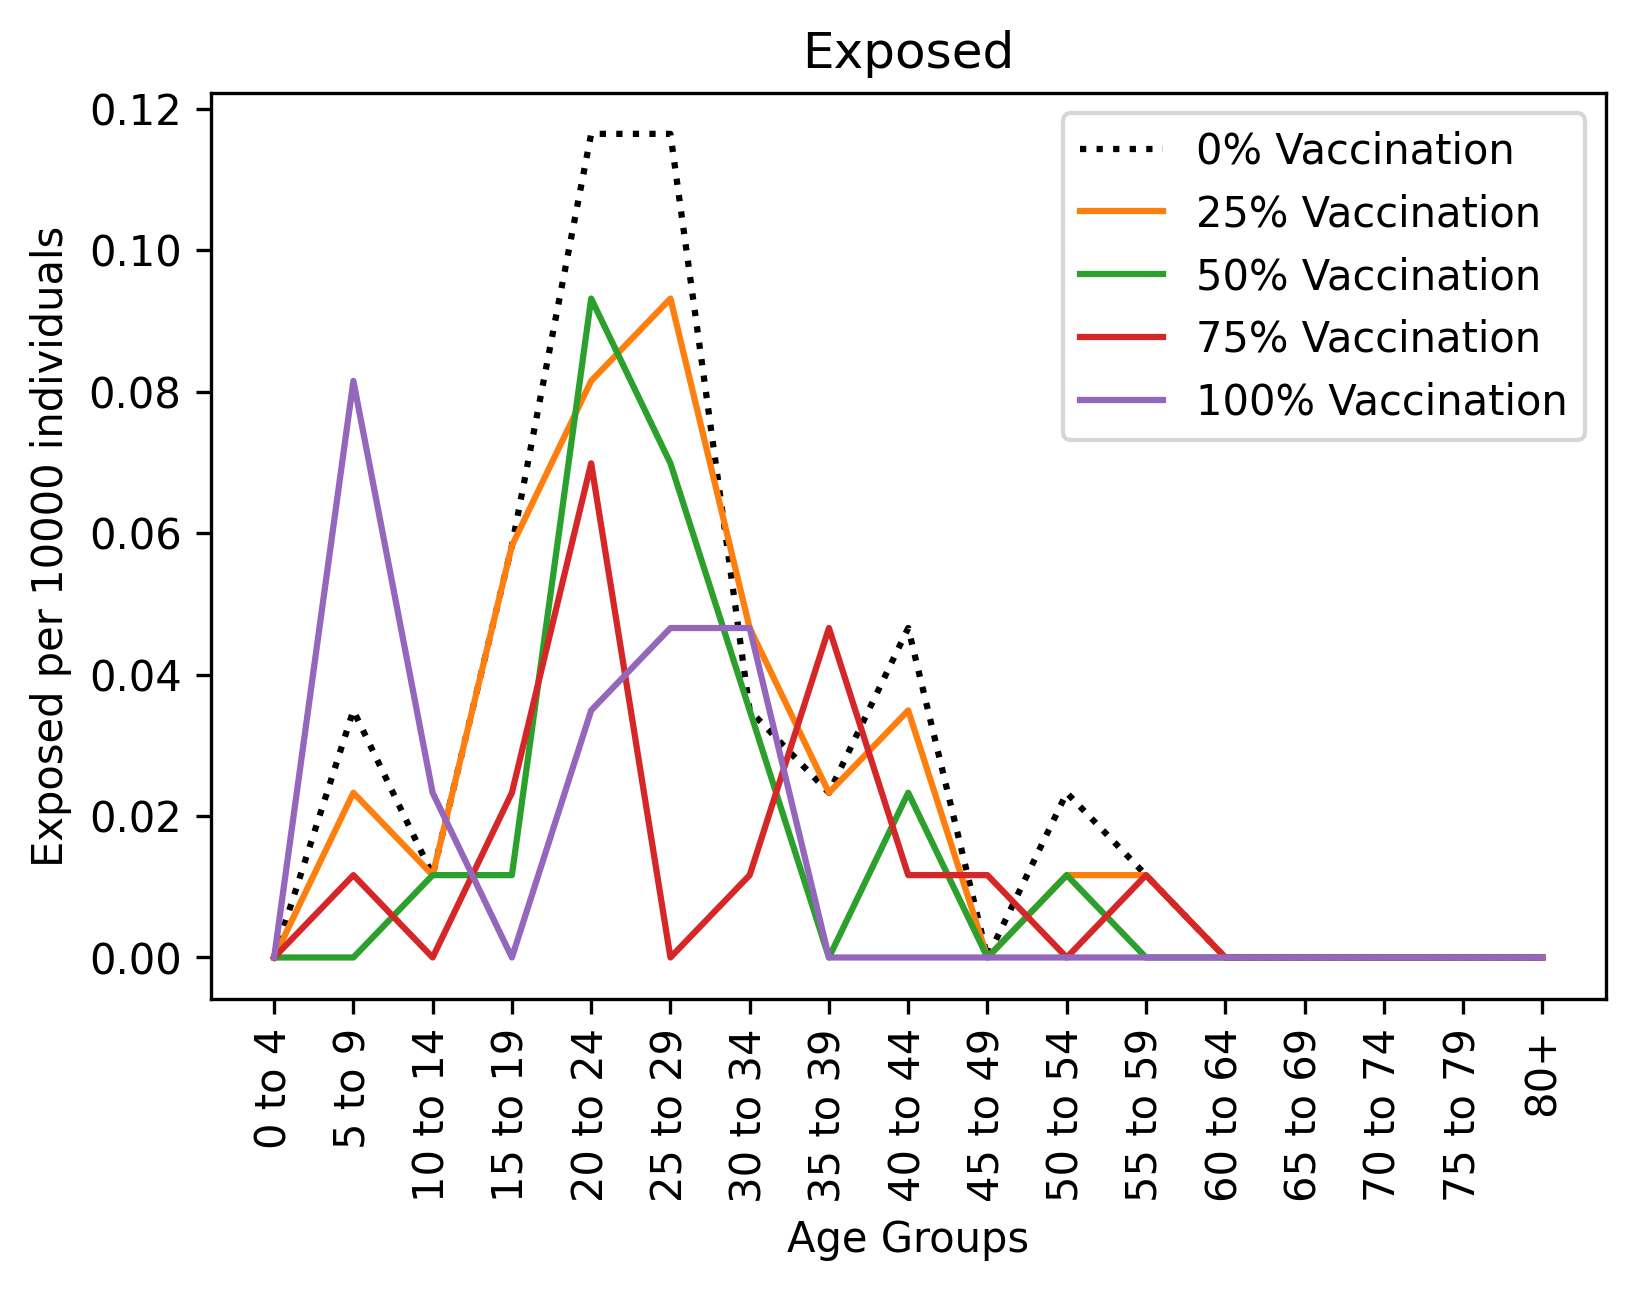 Exposed
0.12
0.10
0.08
0.06
0.04
0.02
0.00
Exposed per 10000 individuals
0% Vaccination
25% Vaccination
50% Vaccination
75% Vaccination
100% Vaccination
0 to 4
5 to 9
10 to 14
15 to 19
20 to 24
25 to 29
30 to 34
35 to 39
40 to 44
45 to 49
50 to 54
55 to 59
60 to 64
65 to 69
70 to 74
75 to 79
80+
Age Groups